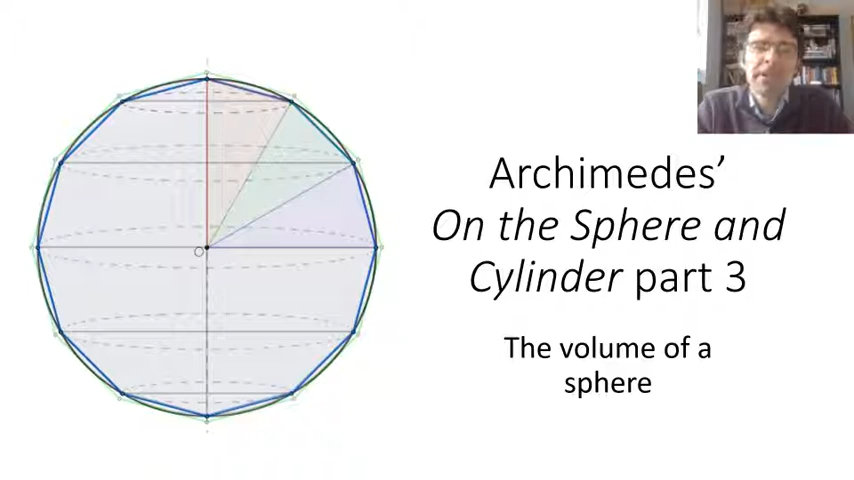 Archimedes’
On the Sphere and
Cylinder part 3
The volume of a
sphere
O